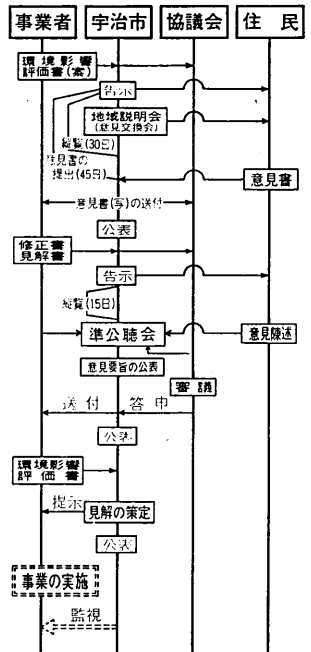 事業者 宇治市 協議会 住民
環境影響
評価書(案)
告示
地域説明会
(意見交換会)
縦覧(30日)
意見書の
提出(45日)
意見書
意見書(写)の送付
公表
修正書
見解書
告示
縦覧(15日)
準公聴会
意見陳述
意見要旨の公表
審議
送付 答申
公表
環境影響
評価書
提示
見解の策定
公表
事業の実施
監視